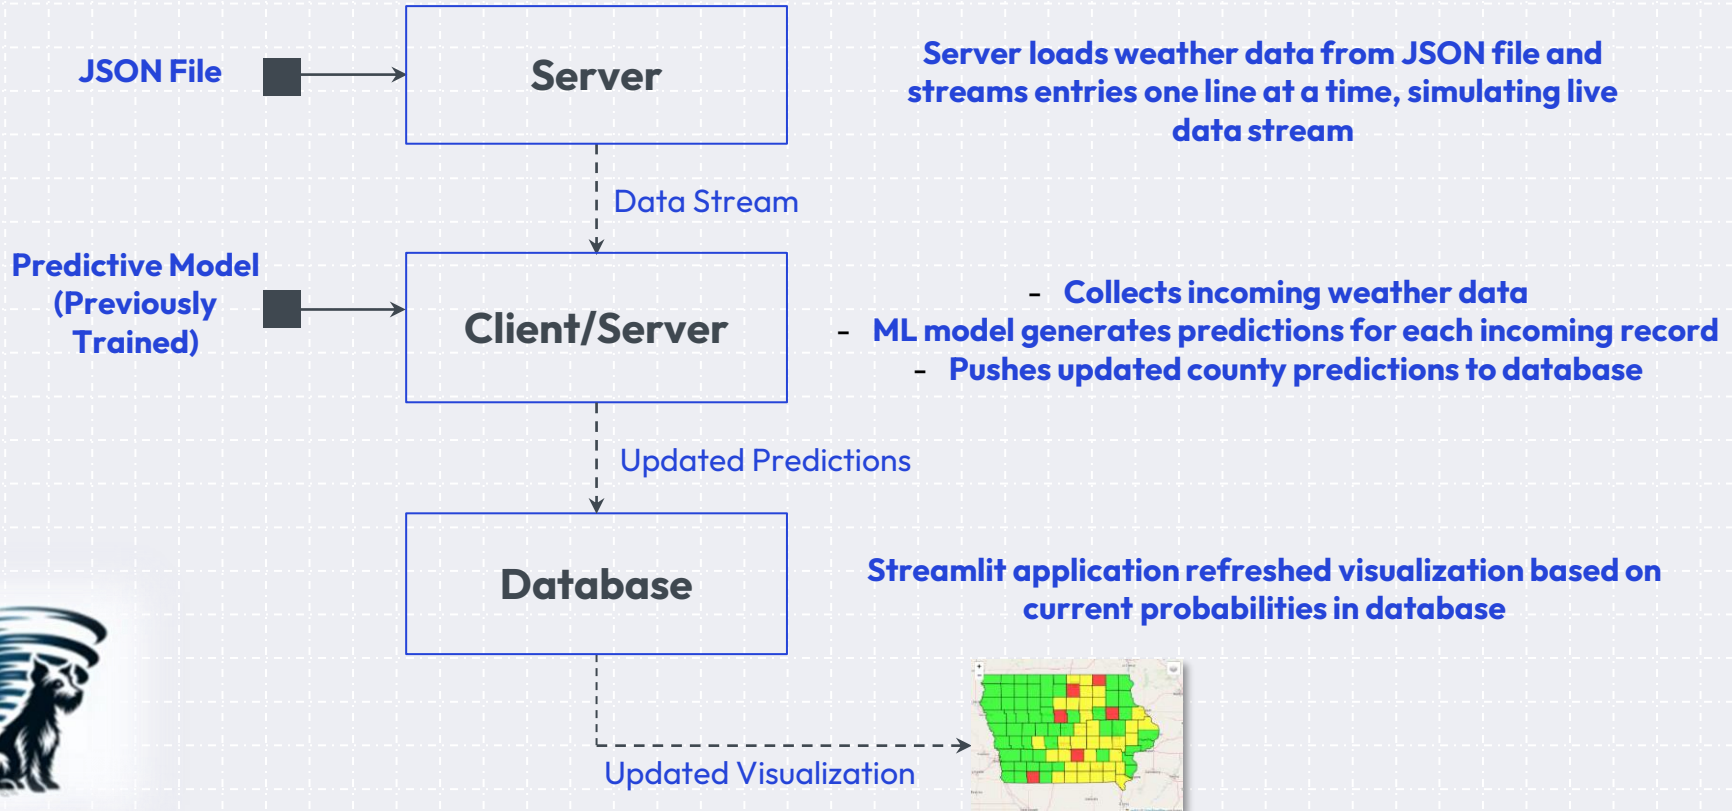 JSON File
Server
Server loads weather data from JSON file and
streams entries one line at a time, simulating live
data stream
Data Stream
Predictive Model
(Previously
Trained)
Client/Server
- Collects incoming weather data
- ML model generates predictions for each incoming record
- Pushes updated county predictions to database
Updated Predictions
Database
Streamlit application refreshed visualization based on
current probabilities in database
Updated Visualization